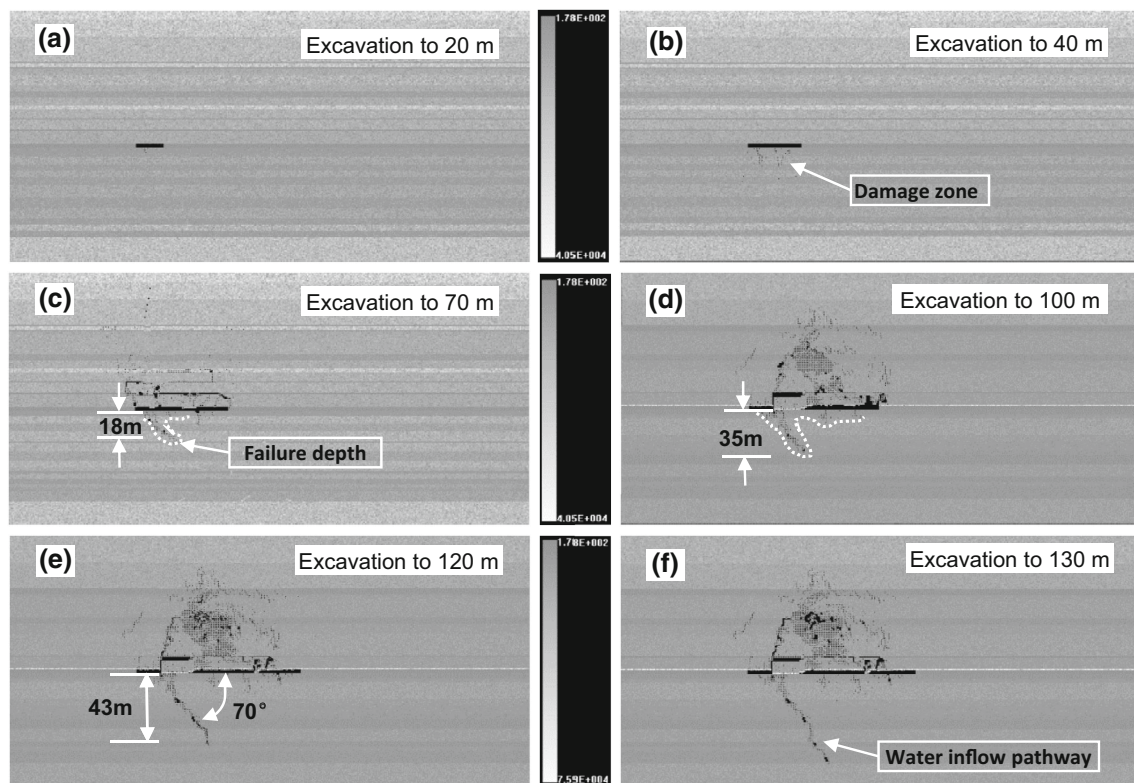 (a)
Excavation to 20 m
1.78E+002
4.05E+004
(b)
Excavation to 40 m
Damage zone
(c)
Excavation to 70 m
18m
Failure depth
1.78E+002
4.05E+004
(d)
Excavation to 100 m
35m
(e)
Excavation to 120 m
43m
70°
1.78E+002
7.59E+004
(f)
Excavation to 130 m
Water inflow pathway